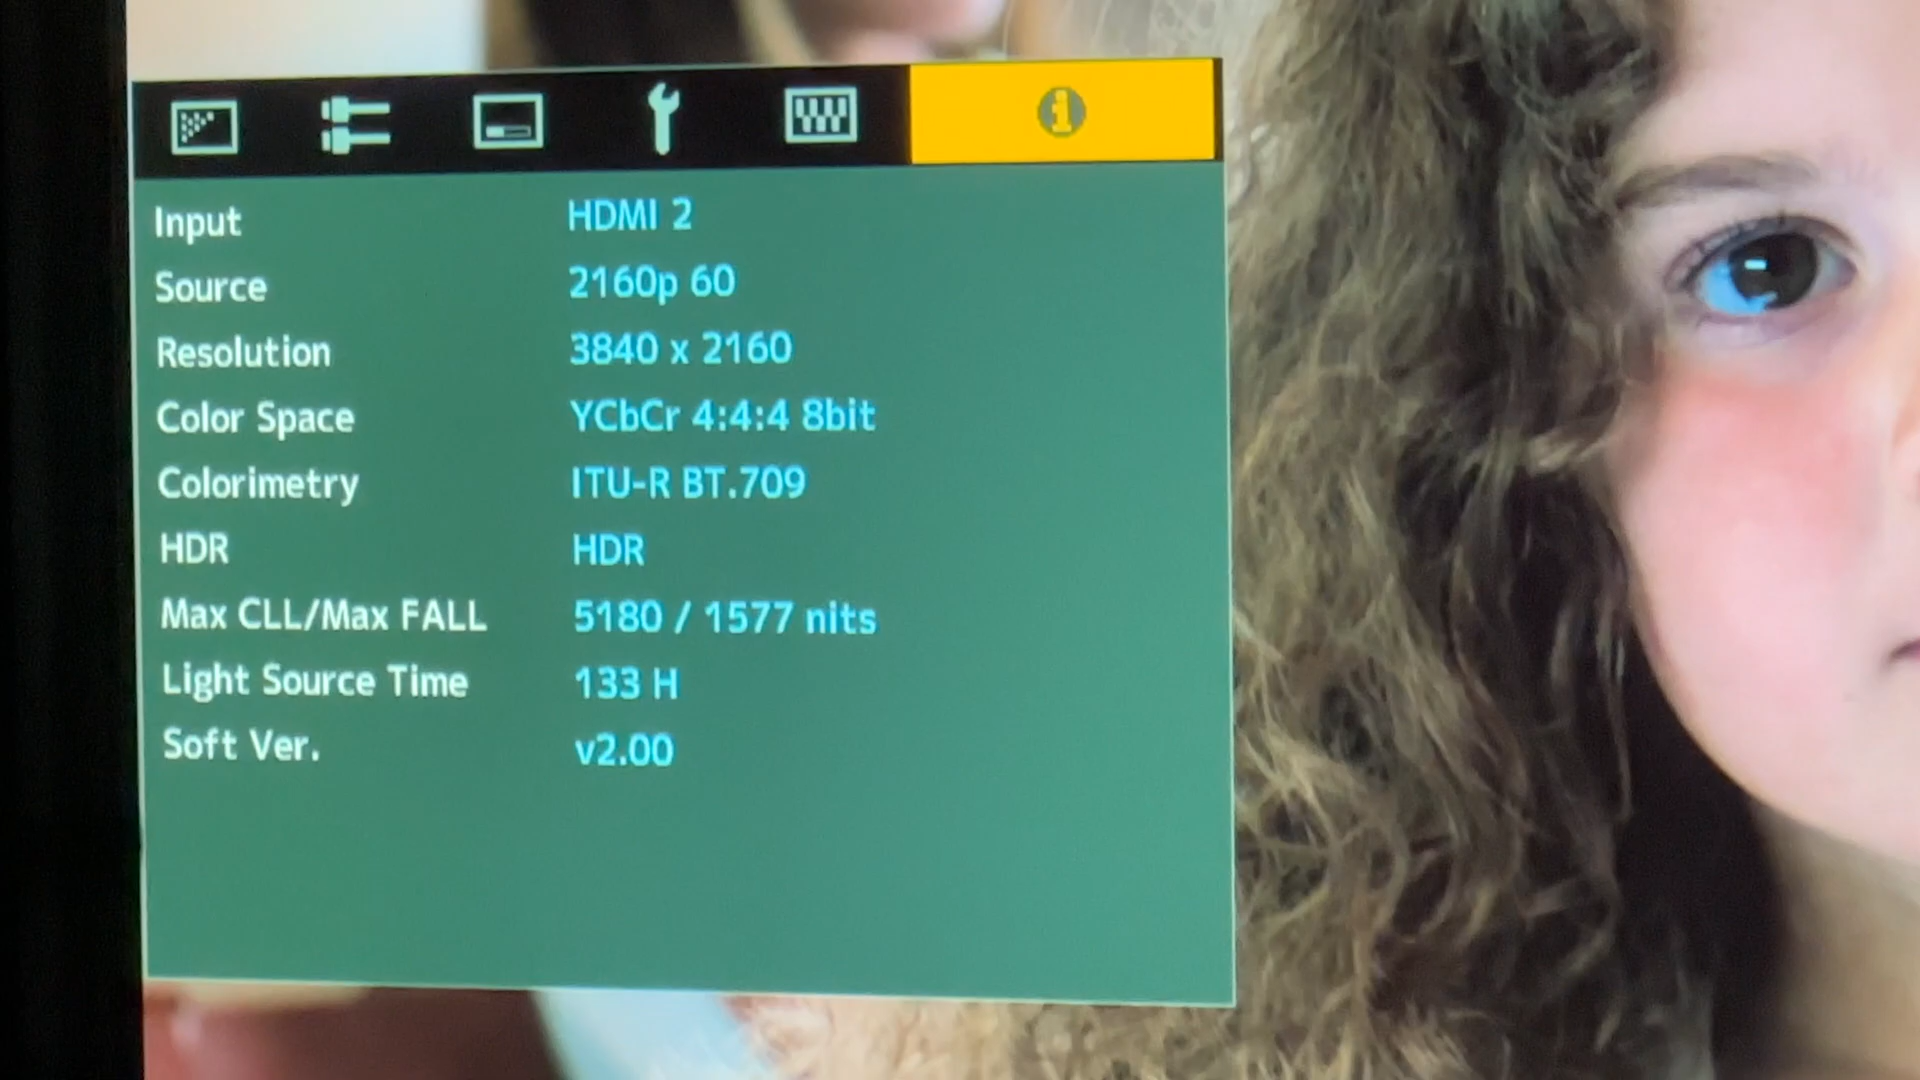 Input HDMI 2
Source 2160p 60
Resolution 3840 x 2160
Color Space YCbCr 4:4:4 8bit
Colorimetry ITU-R BT.709
HDR HDR
Max CLL/Max FALL 5180 / 1577 nits
Light Source Time 133 H
Soft Ver. v2.00